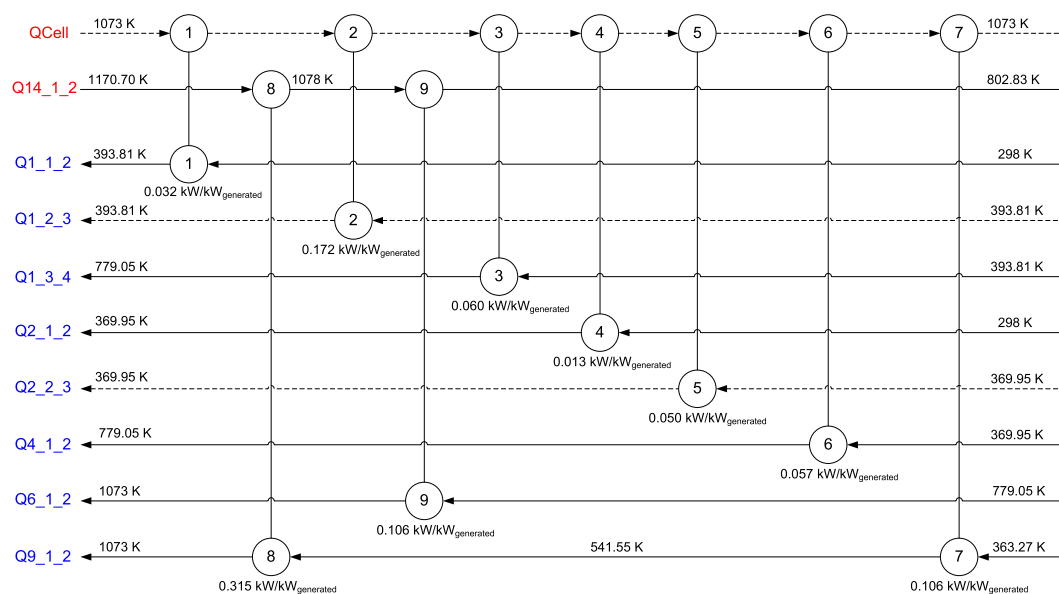 QCell 1073 K 1 2 3 4 5 6 7 1073 K
Q14_1_2 1170.70 K 8 1078 K 9 802.83 K
Q1_1_2 393.81 K 1 298 K
0.032 kW/kWgenerated
Q1_2_3 393.81 K 2 393.81 K
0.172 kW/kWgenerated
Q1_3_4 779.05 K 3 393.81 K
0.060 kW/kWgenerated
Q2_1_2 369.95 K 4 298 K
0.013 kW/kWgenerated
Q2_2_3 369.95 K 5 369.95 K
0.050 kW/kWgenerated
Q4_1_2 779.05 K 6 369.95 K
0.057 kW/kWgenerated
Q6_1_2 1073 K 9 779.05 K
0.106 kW/kWgenerated
Q9_1_2 1073 K 8 541.55 K 7 363.27 K
0.315 kW/kWgenerated 0.106 kW/kWgenerated